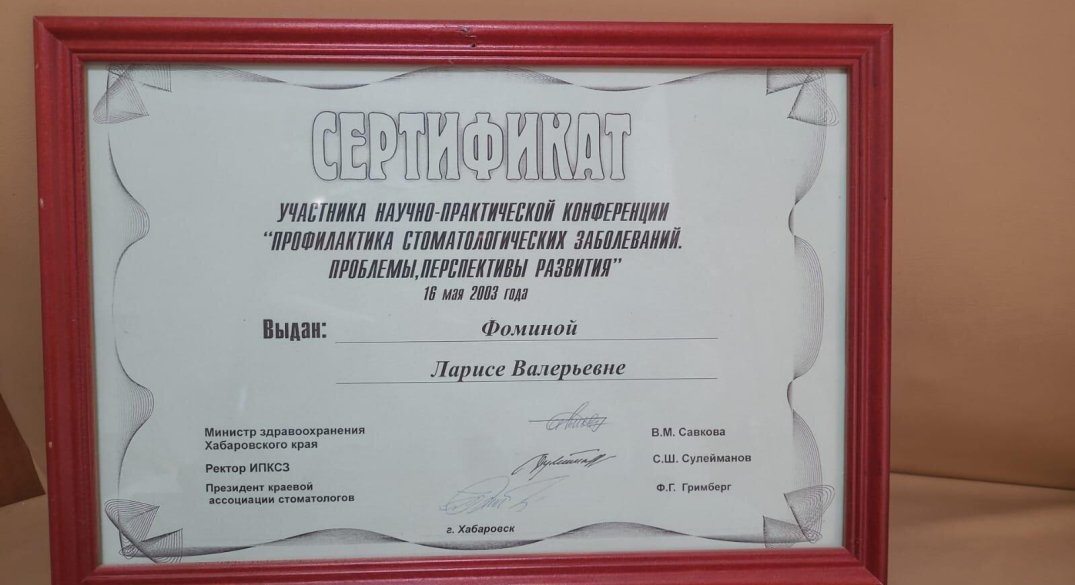 СЕРТИФИКАТ
УЧАСТНИКА НАУЧНО-ПРАКТИЧЕСКОЙ КОНФЕРЕНЦИИ
“ПРОФИЛАКТИКА СТОМАТОЛОГИЧЕСКИХ ЗАБОЛЕВАНИЙ.
ПРОБЛЕМЫ,ПЕРСПЕКТИВЫ РАЗВИТИЯ”
16 мая 2003 года
Выдан: Фоминой
Ларисе Валерьевне
Министр здравоохранения
Хабаровского края В.М. Савкова
Ректор ИПКСЗ С.Ш. Сулейманов
Президент краевой
ассоциации стоматологов Ф.Г. Гримберг
г. Хабаровск